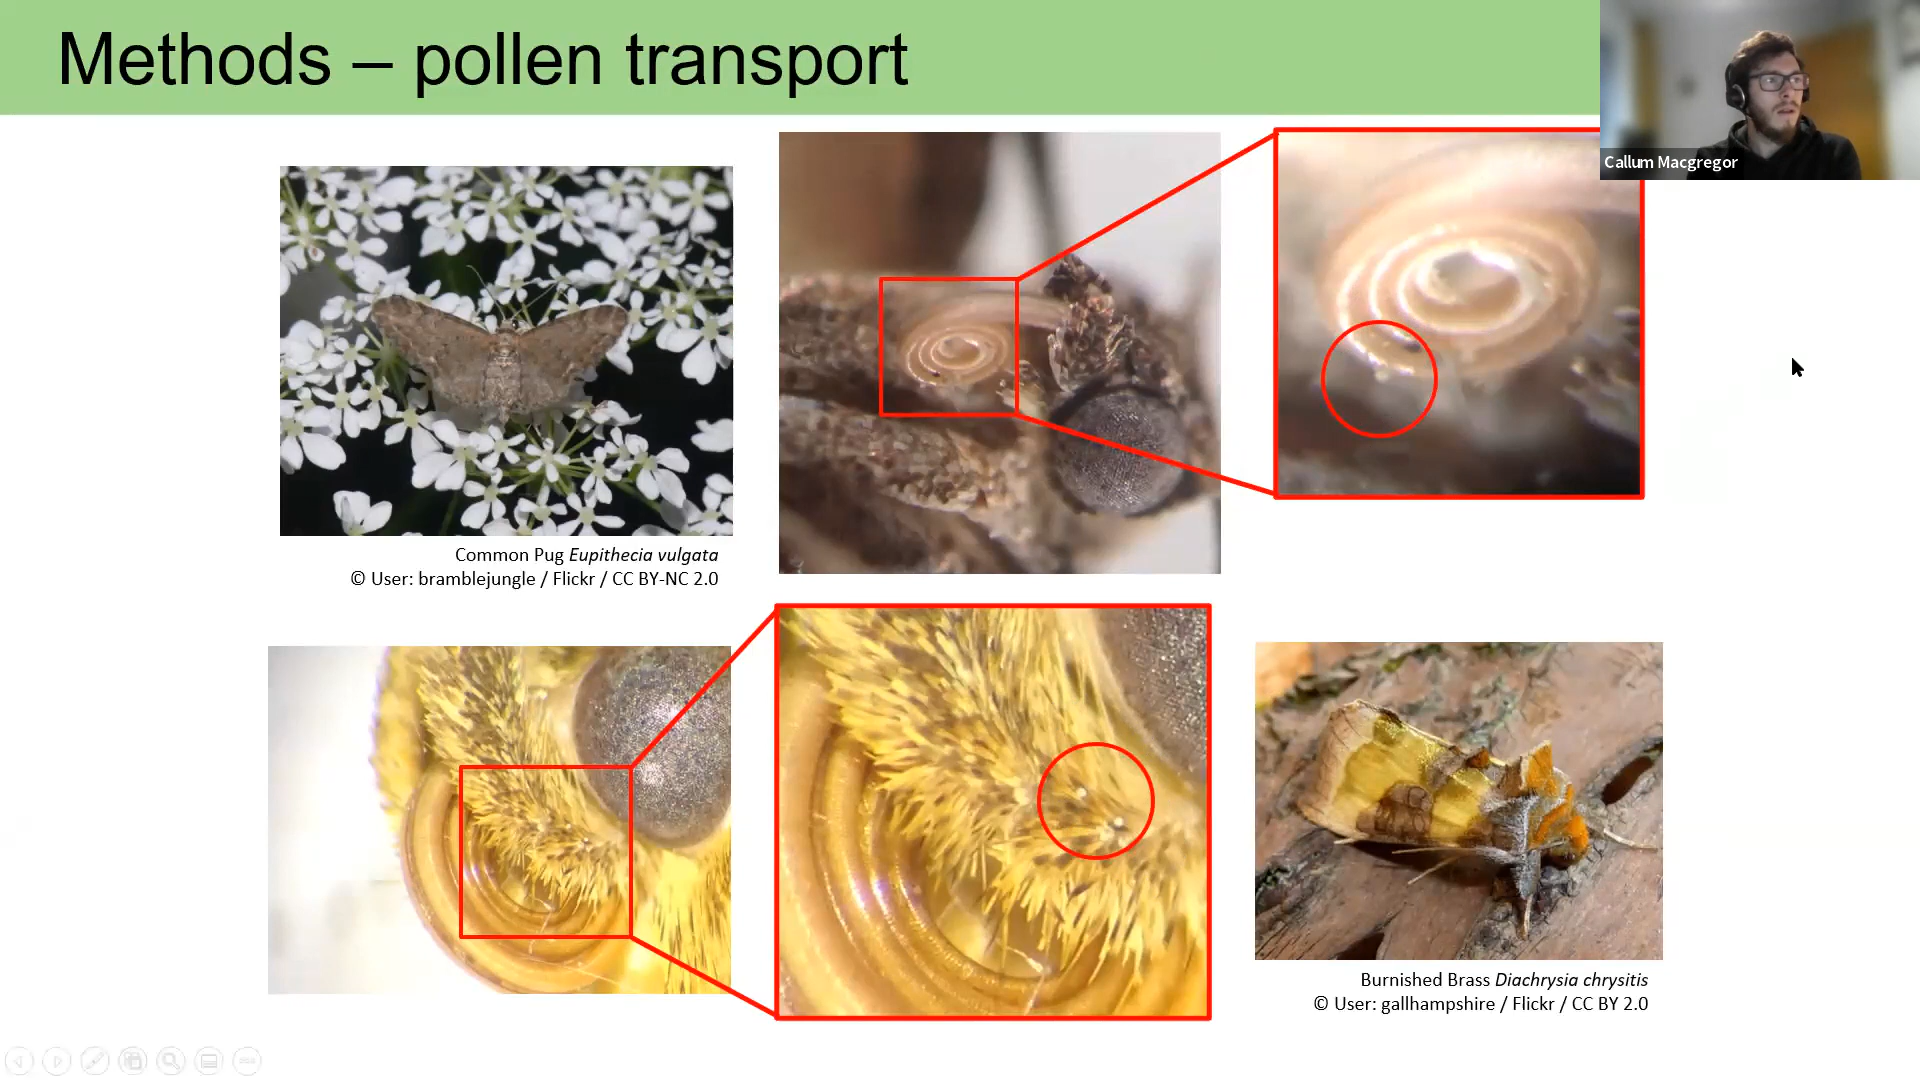 Methods – pollen transport
Callum Macgregor
Common Pug Eupithecia vulgata
© User: bramblejungle / Flickr / CC BY-NC 2.0
Burnished Brass Diachrysia chrysitis
© User: gallhampshire / Flickr / CC BY 2.0